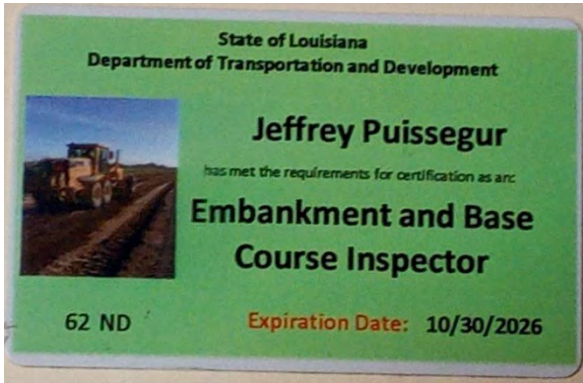 State of Louisiana
Department of Transportation and Development
Jeffrey Puissegur
has met the requirements for certification as an:
Embankment and Base
Course Inspector
62 ND
Expiration Date: 10/30/2026